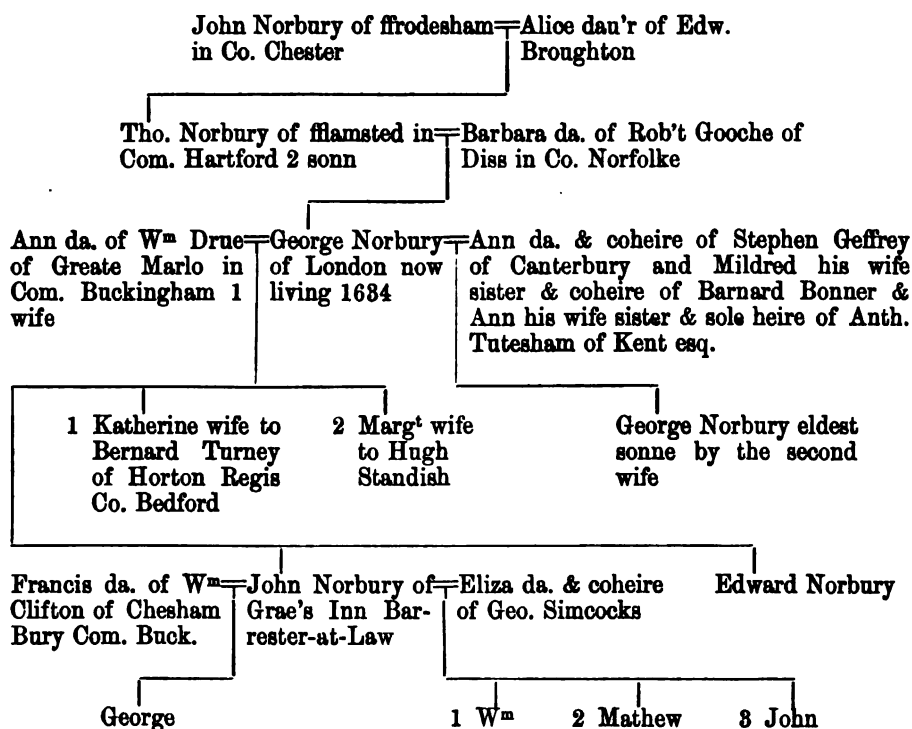 John Norbury of ffrodesham
in Co. Chester
Alice dau'r of Edw.
Broughton
Tho. Norbury of fflamsted in
Com. Hartford 2 sonn
Barbara da. of Rob't Gooche of
Diss in Co. Norfolke
Ann da. of Wm Drue
of Greate Marlo in
Com. Buckingham 1
wife
George Norbury
of London now
living 1634
Ann da. & coheire of Stephen Geffrey
of Canterbury and Mildred his wife
sister & coheire of Barnard Bonner &
Ann his wife sister & sole heire of Anth.
Tutesham of Kent esq.
1 Katherine wife to
Bernard Turney
of Horton Regis
Co. Bedford
2 Margt wife
to Hugh
Standish
George Norbury eldest
sonne by the second
wife
Francis da. of Wm
Clifton of Chesham
Bury Com. Buck.
John Norbury of
Grae's Inn Bar-
rester-at-Law
Eliza da. & coheire
of Geo. Simcocks
Edward Norbury
George
1 Wm
2 Mathew
3 John